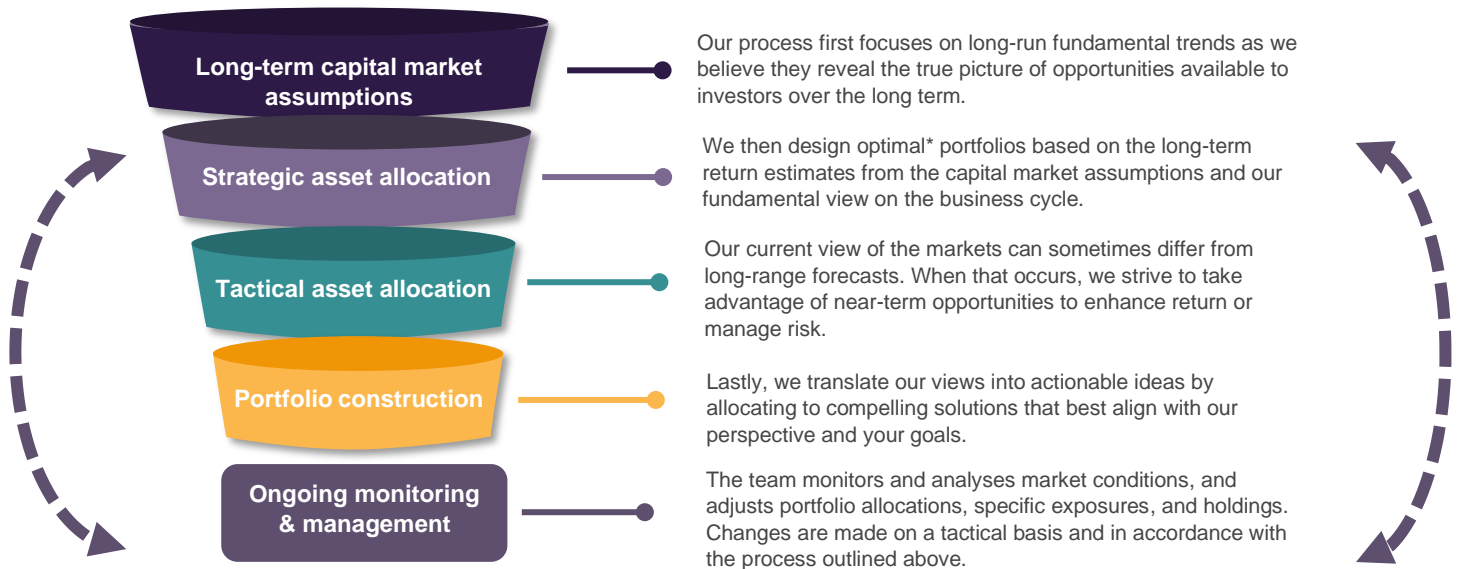 Long-term capital market
assumptions
Our process first focuses on long-run fundamental trends as we
believe they reveal the true picture of opportunities available to
investors over the long term.
Strategic asset allocation
We then design optimal* portfolios based on the long-term
return estimates from the capital market assumptions and our
fundamental view on the business cycle.
Tactical asset allocation
Our current view of the markets can sometimes differ from
long-range forecasts. When that occurs, we strive to take
advantage of near-term opportunities to enhance return or
manage risk.
Portfolio construction
Lastly, we translate our views into actionable ideas by
allocating to compelling solutions that best align with our
perspective and your goals.
Ongoing monitoring
& management
The team monitors and analyses market conditions, and
adjusts portfolio allocations, specific exposures, and holdings.
Changes are made on a tactical basis and in accordance with
the process outlined above.